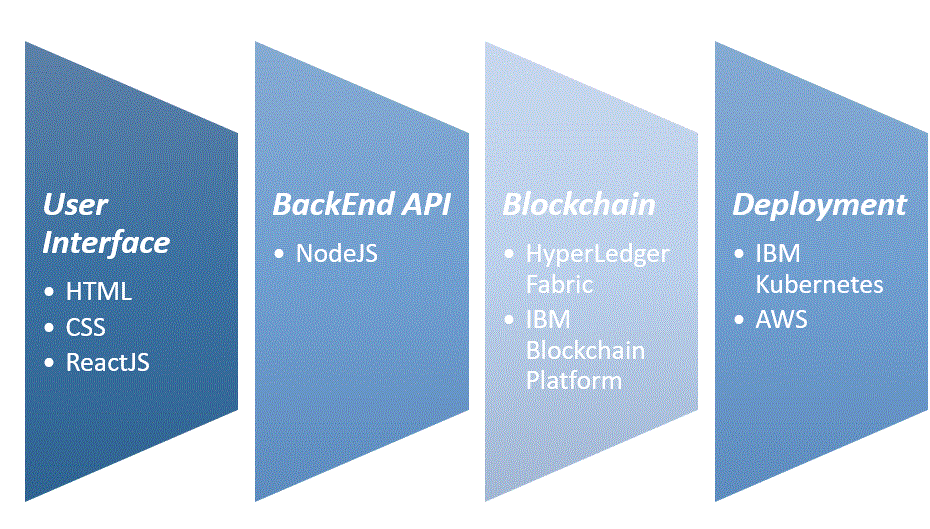 User
Interface
• HTML
• CSS
• ReactJS
BackEnd API
• NodeJS
Blockchain
• HyperLedger
Fabric
• IBM
Blockchain
Platform
Deployment
• IBM
Kubernetes
• AWS